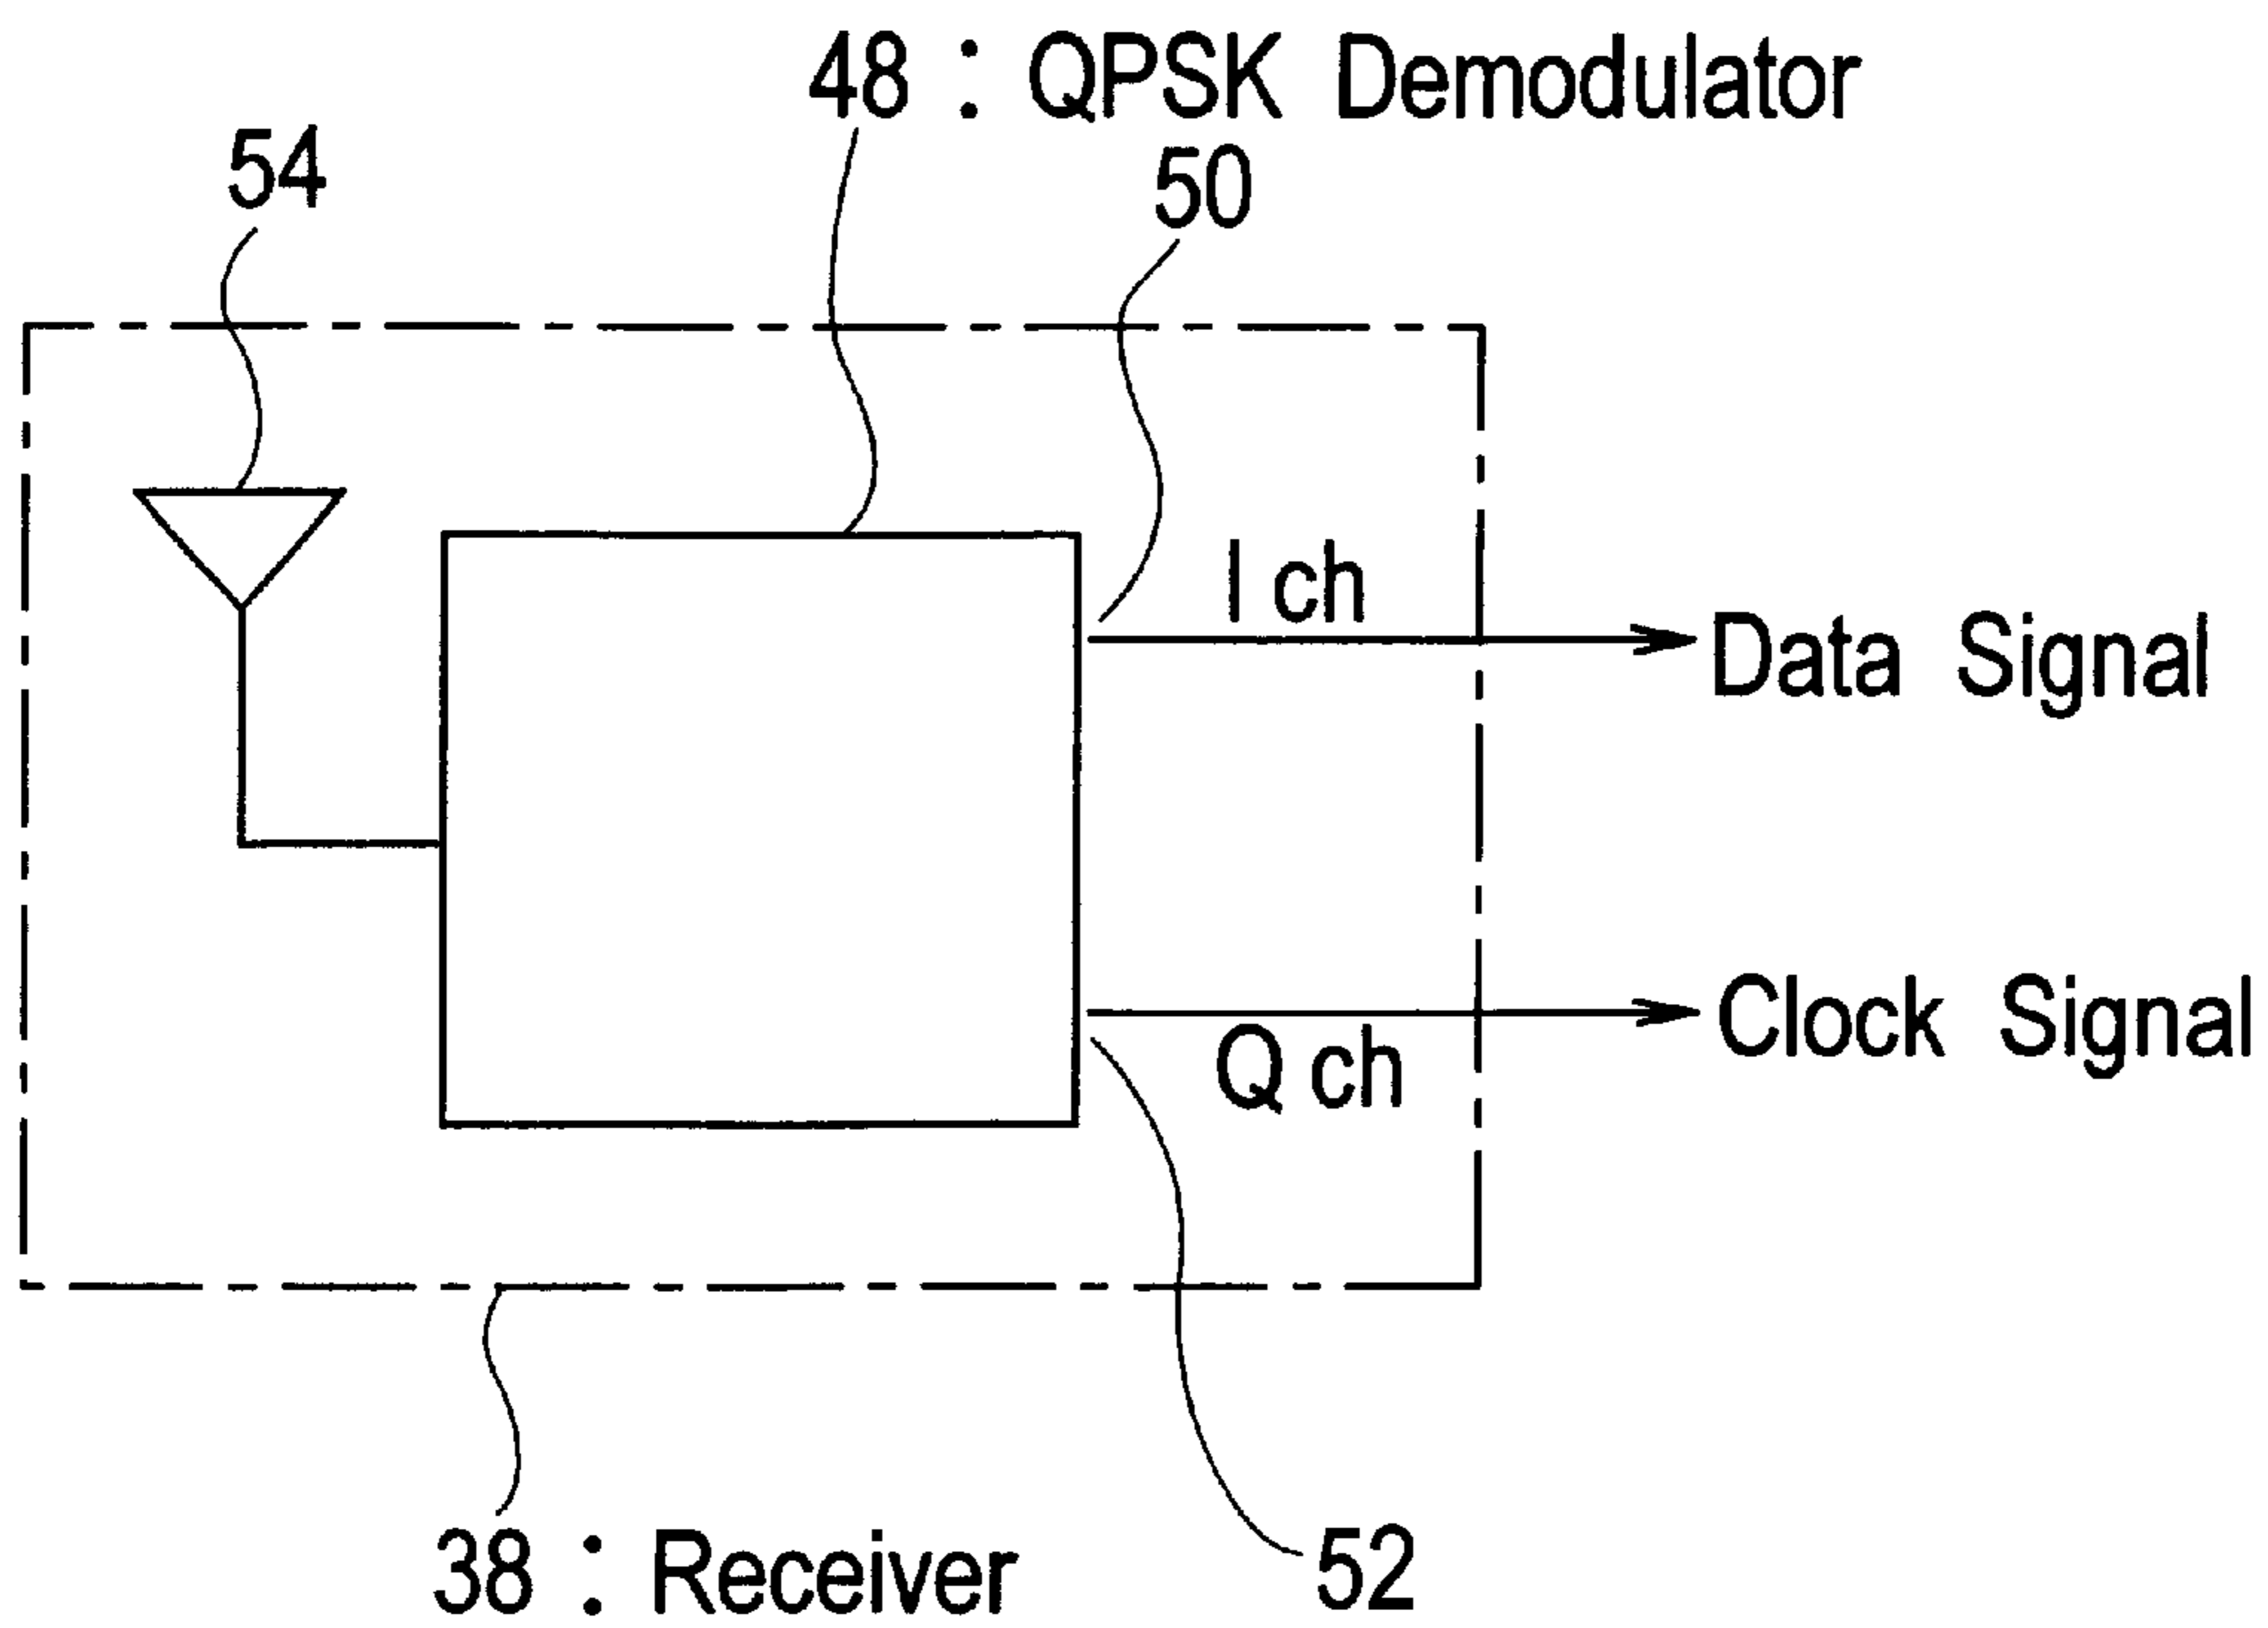 48 : QPSK Demodulator
54
50
I ch
Data Signal
Clock Signal
Q ch
38 : Receiver
52